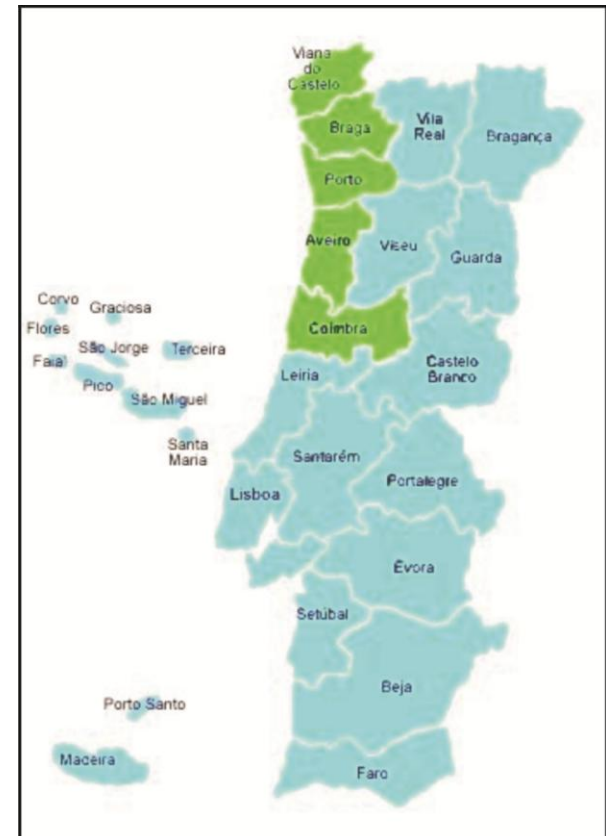 Viana
do
Castelo
Braga
Vila
Real
Bragança
Porto
Aveiro
Viseu
Guarda
Coimbra
Corvo
Graciosa
Flores
São Jorge
Terceira
Faial
Pico
São Miguel
Santa
Maria
Leiria
Castelo
Branco
Santarém
Portalegre
Lisboa
Évora
Setúbal
Beja
Porto Santo
Madeira
Faro